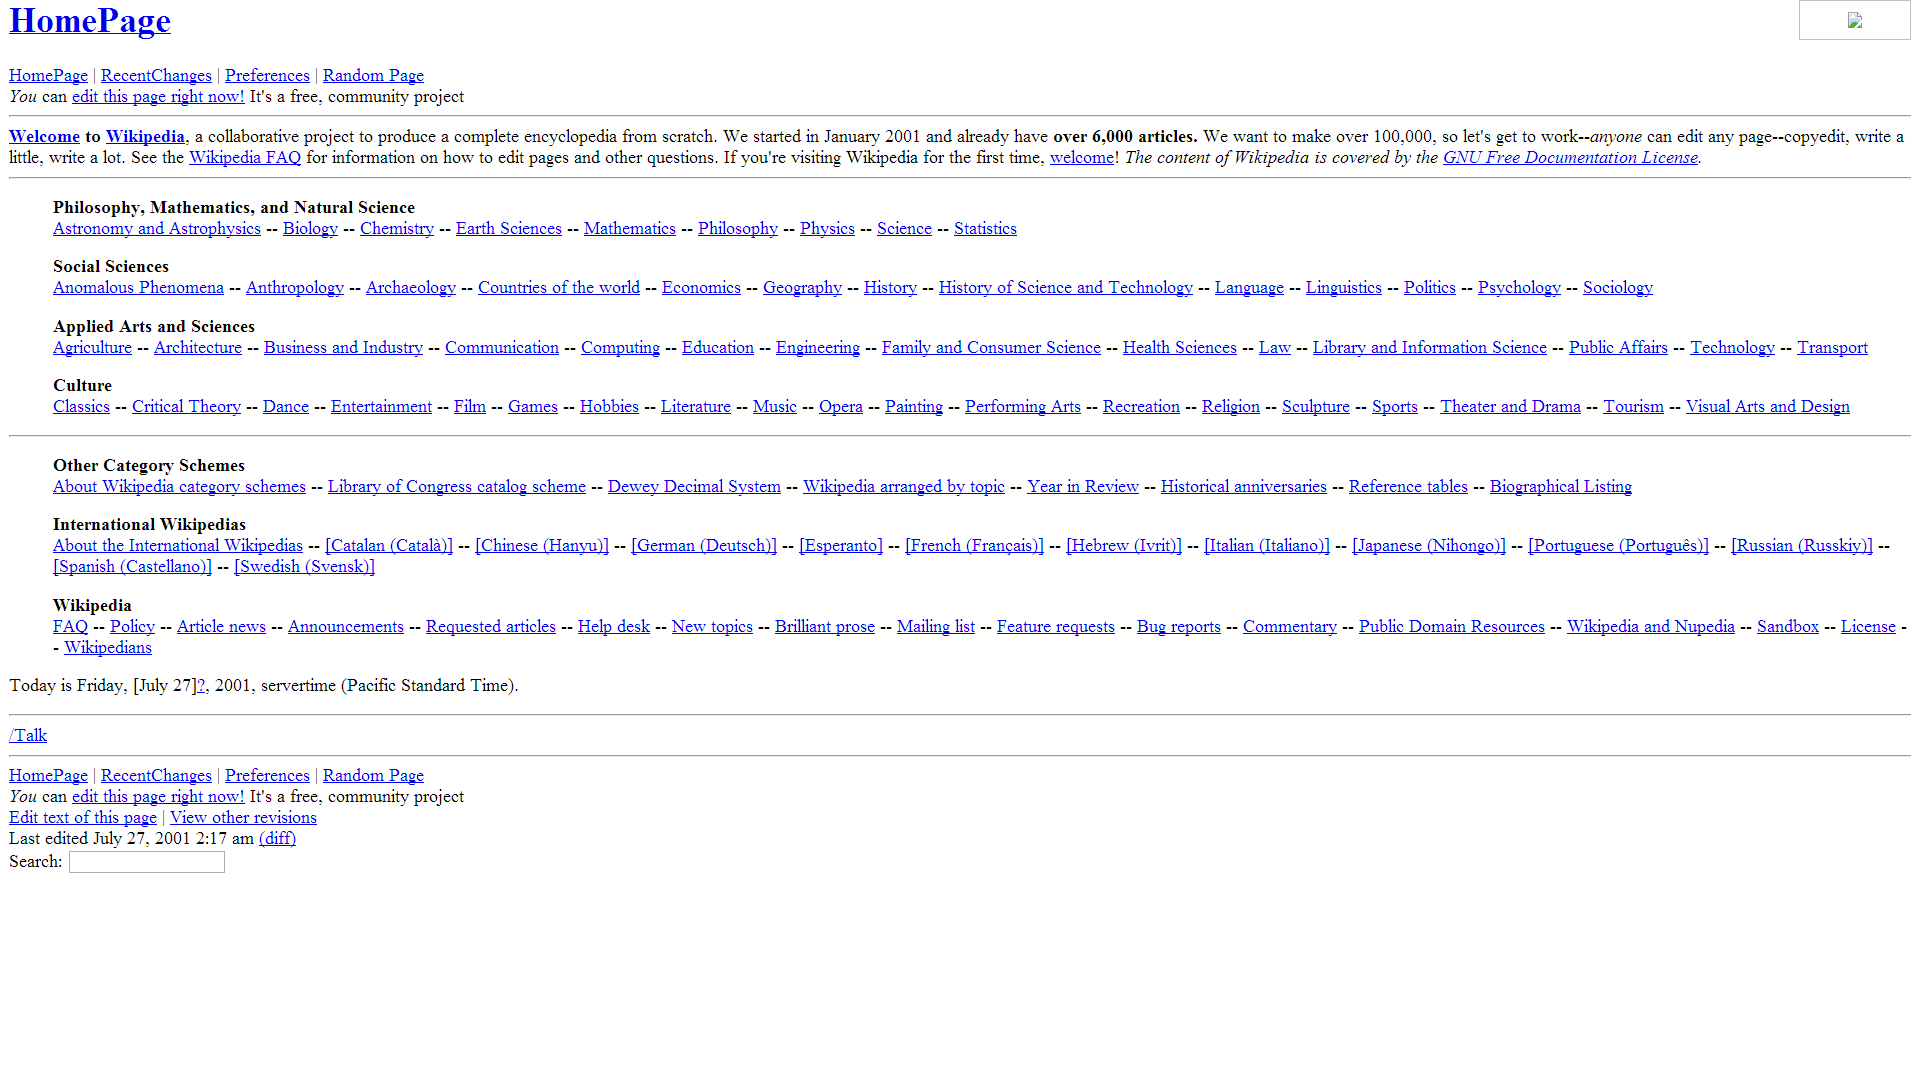 HomePage
HomePage | RecentChanges | Preferences | Random Page
You can edit this page right now! It's a free, community project
Welcome to Wikipedia, a collaborative project to produce a complete encyclopedia from scratch. We started in January 2001 and already have over 6,000 articles. We want to make over 100,000, so let's get to work--anyone can edit any page--copyedit, write a
little, write a lot. See the Wikipedia FAQ for information on how to edit pages and other questions. If you're visiting Wikipedia for the first time, welcome! The content of Wikipedia is covered by the GNU Free Documentation License.
Philosophy, Mathematics, and Natural Science
Astronomy and Astrophysics -- Biology -- Chemistry -- Earth Sciences -- Mathematics -- Philosophy -- Physics -- Science -- Statistics
Social Sciences
Anomalous Phenomena -- Anthropology -- Archaeology -- Countries of the world -- Economics -- Geography -- History -- History of Science and Technology -- Language -- Linguistics -- Politics -- Psychology -- Sociology
Applied Arts and Sciences
Agriculture -- Architecture -- Business and Industry -- Communication -- Computing -- Education -- Engineering -- Family and Consumer Science -- Health Sciences -- Law -- Library and Information Science -- Public Affairs -- Technology -- Transport
Culture
Classics -- Critical Theory -- Dance -- Entertainment -- Film -- Games -- Hobbies -- Literature -- Music -- Opera -- Painting -- Performing Arts -- Recreation -- Religion -- Sculpture -- Sports -- Theater and Drama -- Tourism -- Visual Arts and Design
Other Category Schemes
About Wikipedia category schemes -- Library of Congress catalog scheme -- Dewey Decimal System -- Wikipedia arranged by topic -- Year in Review -- Historical anniversaries -- Reference tables -- Biographical Listing
International Wikipedias
About the International Wikipedias -- [Catalan (Català)] -- [Chinese (Hanyu)] -- [German (Deutsch)] -- [Esperanto] -- [French (Français)] -- [Hebrew (Ivrit)] -- [Italian (Italiano)] -- [Japanese (Nihongo)] -- [Portuguese (Português)] -- [Russian (Russkiy)] --
[Spanish (Castellano)] -- [Swedish (Svensk)]
Wikipedia
FAQ -- Policy -- Article news -- Announcements -- Requested articles -- Help desk -- New topics -- Brilliant prose -- Mailing list -- Feature requests -- Bug reports -- Commentary -- Public Domain Resources -- Wikipedia and Nupedia -- Sandbox -- License -
- Wikipedians
Today is Friday, [July 27]?, 2001, servertime (Pacific Standard Time).
/Talk
HomePage | RecentChanges | Preferences | Random Page
You can edit this page right now! It's a free, community project
Edit text of this page | View other revisions
Last edited July 27, 2001 2:17 am (diff)
Search: